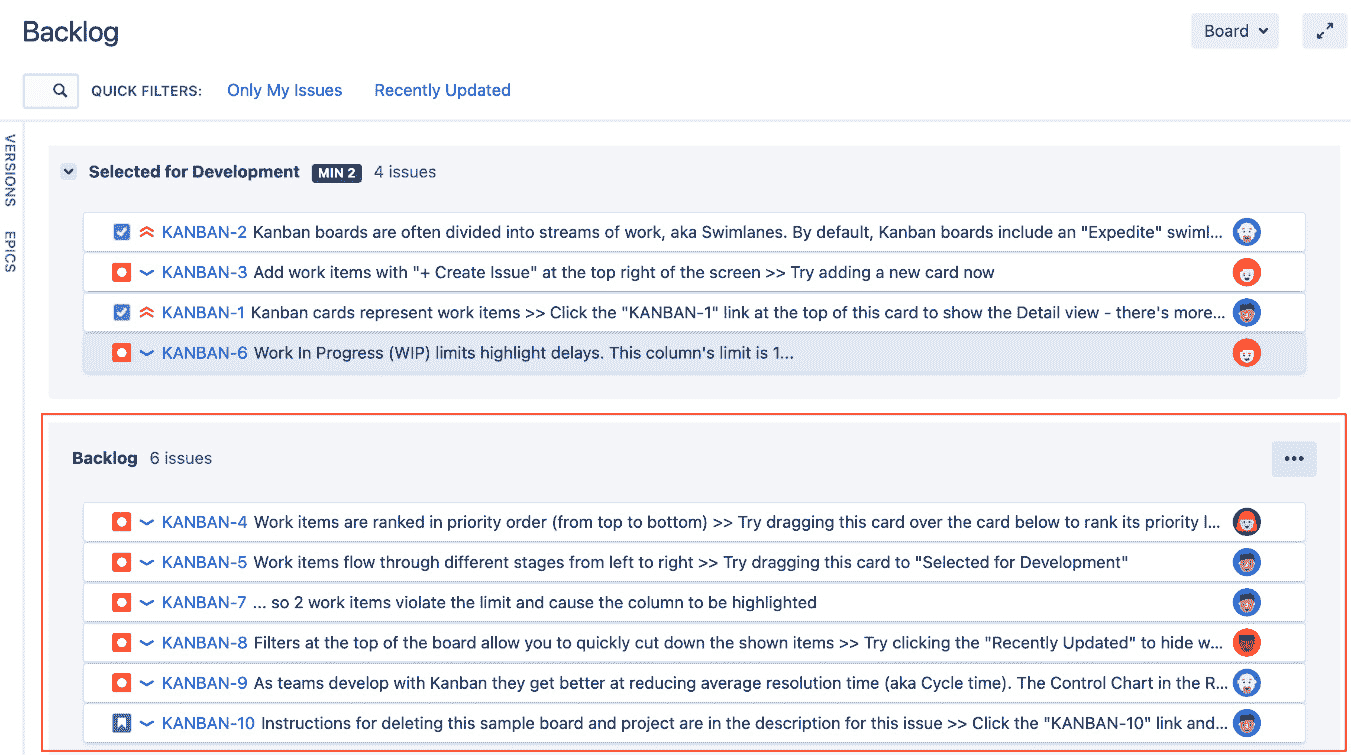 Backlog
Board
QUICK FILTERS: Only My Issues Recently Updated
VERSIONS
EPICS
Selected for Development MIN 2 4 issues
KANBAN-2 Kanban boards are often divided into streams of work, aka Swimlanes. By default, Kanban boards include an "Expedite" swiml...
KANBAN-3 Add work items with "+ Create Issue" at the top right of the screen >> Try adding a new card now
KANBAN-1 Kanban cards represent work items >> Click the "KANBAN-1" link at the top of this card to show the Detail view - there's more...
KANBAN-6 Work In Progress (WIP) limits highlight delays. This column's limit is 1...
Backlog 6 issues
KANBAN-4 Work items are ranked in priority order (from top to bottom) >> Try dragging this card over the card below to rank its priority l...
KANBAN-5 Work items flow through different stages from left to right >> Try dragging this card to "Selected for Development"
KANBAN-7 ... so 2 work items violate the limit and cause the column to be highlighted
KANBAN-8 Filters at the top of the board allow you to quickly cut down the shown items >> Try clicking the "Recently Updated" to hide w...
KANBAN-9 As teams develop with Kanban they get better at reducing average resolution time (aka Cycle time). The Control Chart in the R...
KANBAN-10 Instructions for deleting this sample board and project are in the description for this issue >> Click the "KANBAN-10" link and...